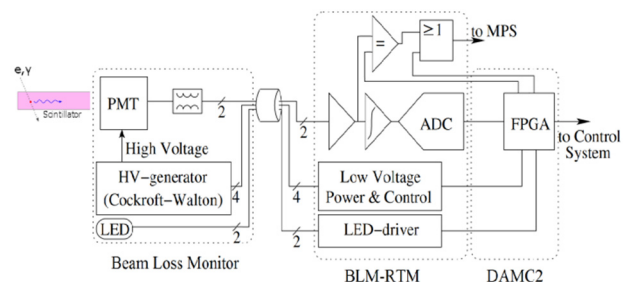 e,γ
Scintillator
PMT
High Voltage
HV-generator
(Cockroft-Walton)
LED
2
4
2
Beam Loss Monitor
2
4
2
=
≥1
to MPS
ADC
Low Voltage
Power & Control
LED-driver
BLM-RTM
FPGA
to Control
System
DAMC2